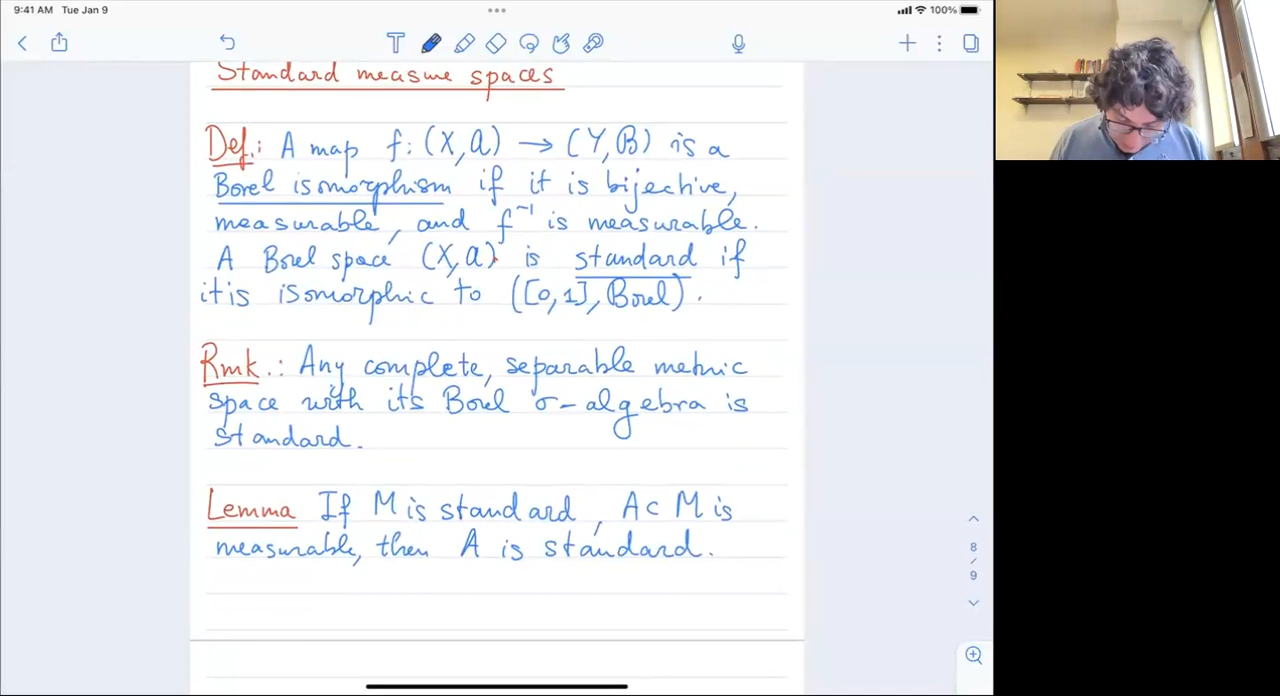 9:41 AM Tue Jan 9
100%
T
Standard measure spaces
Def.: A map f: (X, a) → (Y, B) is a
Borel isomorphism if it is bijective,
measurable, and f⁻¹ is measurable.
A Borel space (X, a) is standard if
it is isomorphic to ([0,1], Borel).
Rmk.: Any complete, separable metric
space with its Borel σ-algebra is
standard.
Lemma If M is standard, A ⊂ M is
measurable, then A is standard.
8
/
9